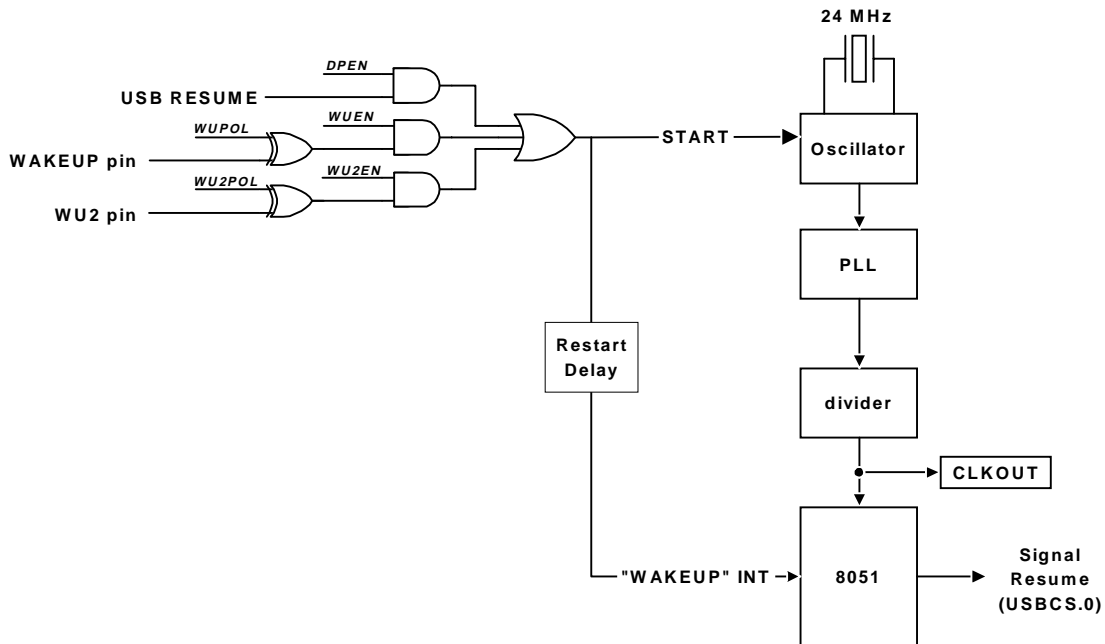 24 MHz
DPEN
USB RESUME
WUEN
WUPOL
WAKEUP pin
START
Oscillator
WU2EN
WU2POL
WU2 pin
PLL
Restart
Delay
divider
CLKOUT
"WAKEUP" INT
8051
Signal
Resume
(USBCS.0)